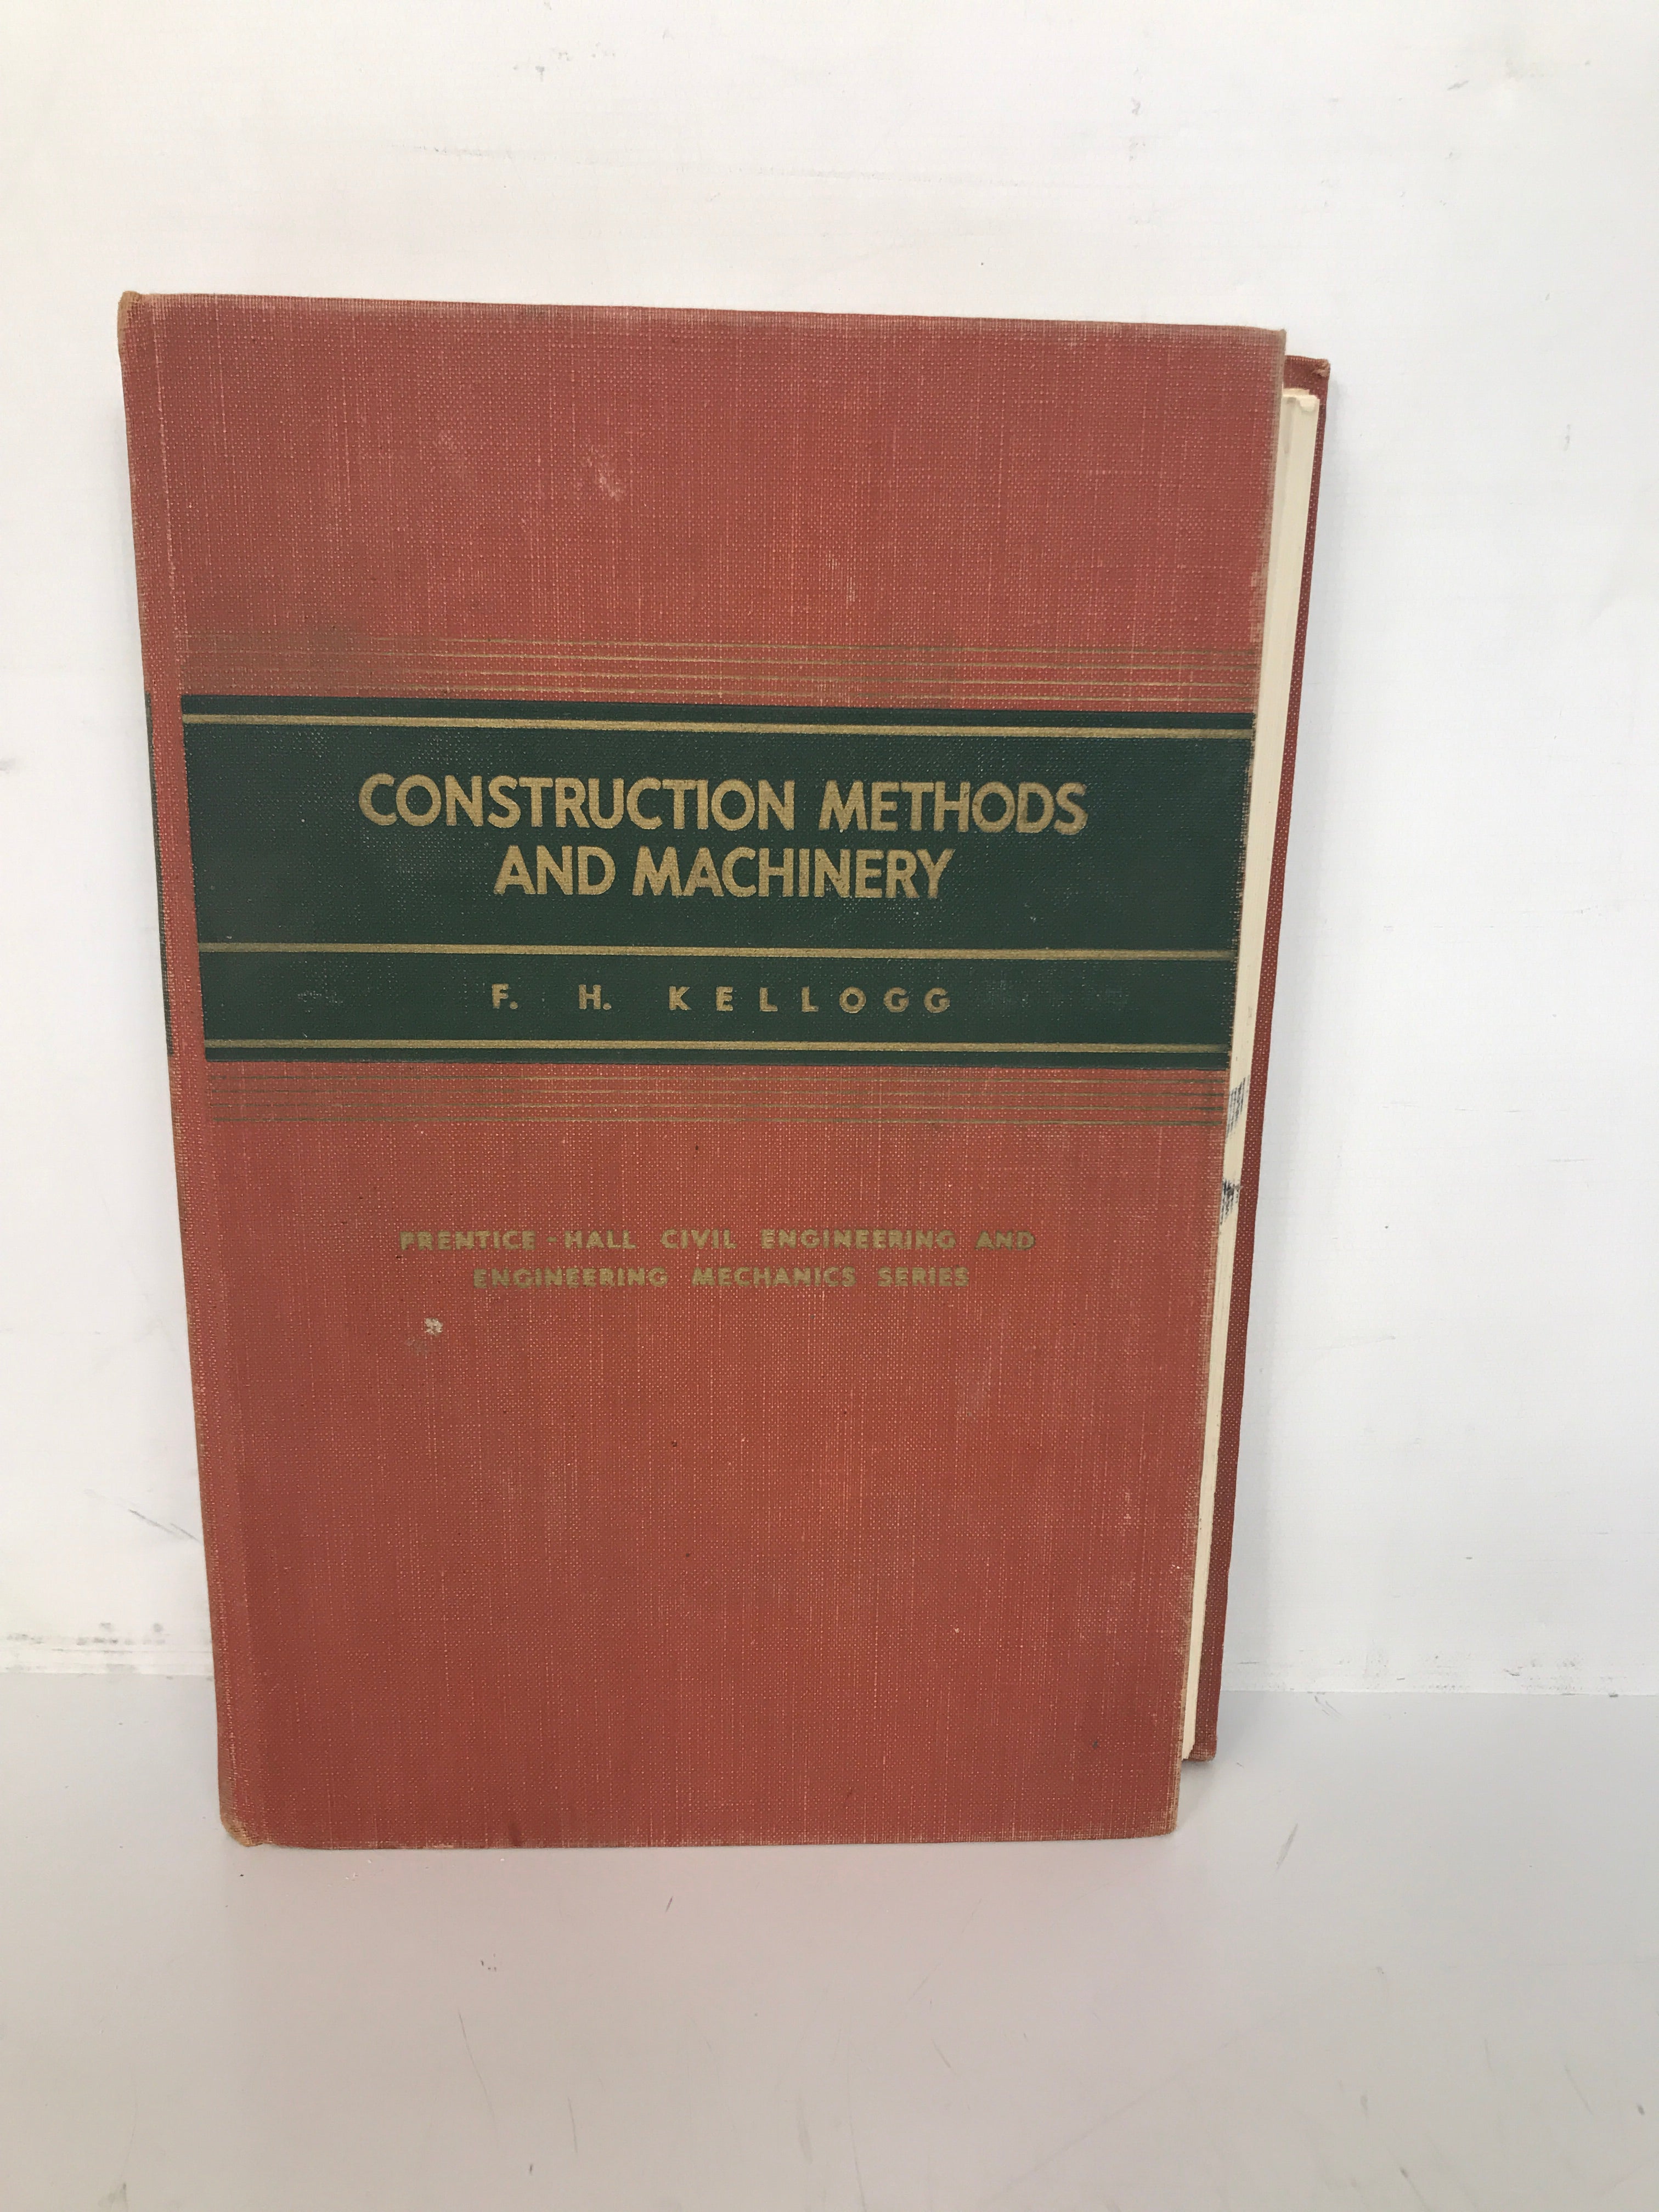 CONSTRUCTION METHODS
AND MACHINERY
F. H. KELLOGG
PRENTICE-HALL CIVIL ENGINEERING AND
ENGINEERING MECHANICS SERIES